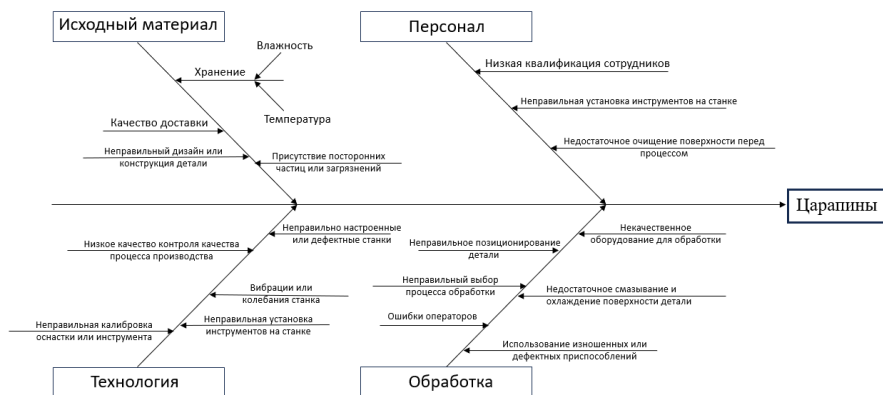 Исходный материал
Персонал
Влажность
Хранение
Температура
Качество доставки
Неправильный дизайн или
конструкция детали
Присутствие посторонних
частиц или загрязнений
Низкая квалификация сотрудников
Неправильная установка инструментов на станке
Недостаточное очищение поверхности перед
процессом
Царапины
Неправильно настроенные
или дефектные станки
Низкое качество контроля качества
процесса производства
Вибрации или
колебания станка
Неправильная установка
инструментов на станке
Неправильная калибровка
оснастки или инструмента
Некачественное
оборудование для обработки
Неправильное позиционирование
детали
Неправильный выбор
процесса обработки
Недостаточное смазывание и
охлаждение поверхности детали
Ошибки операторов
Использование изношенных или
дефектных приспособлений
Технология
Обработка